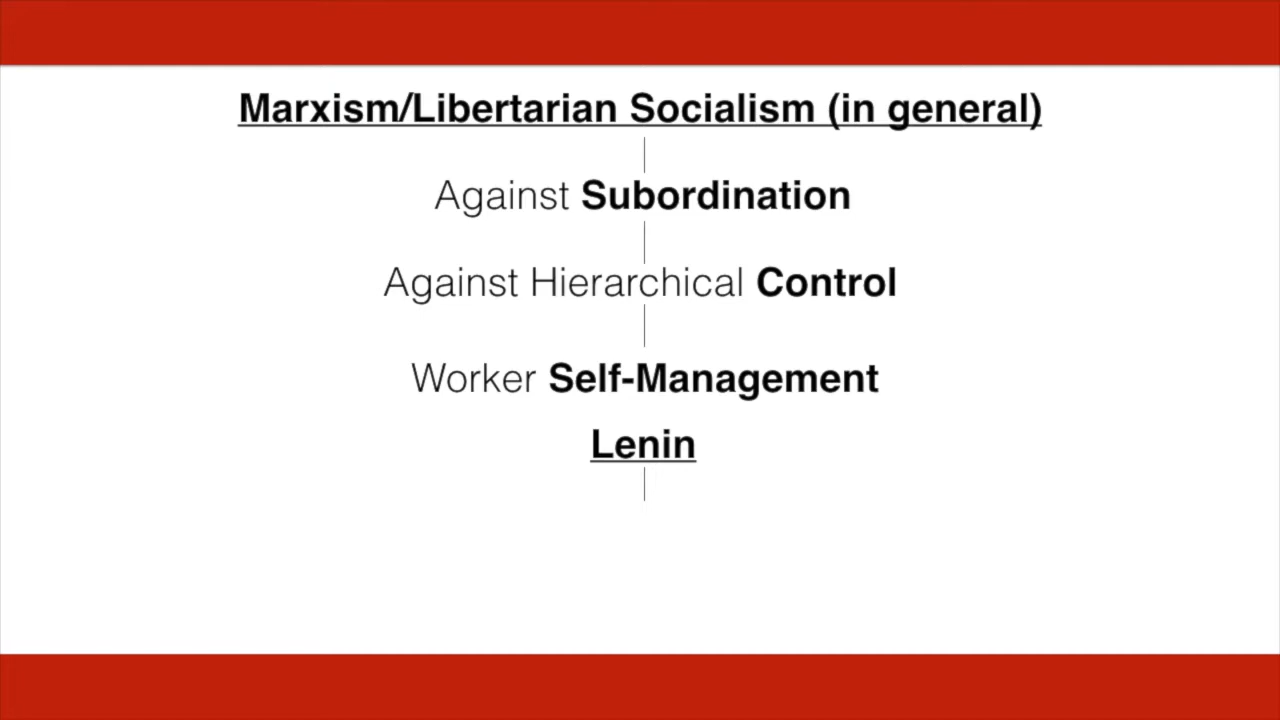 Marxism/Libertarian Socialism (in general)
Against Subordination
Against Hierarchical Control
Worker Self-Management
Lenin